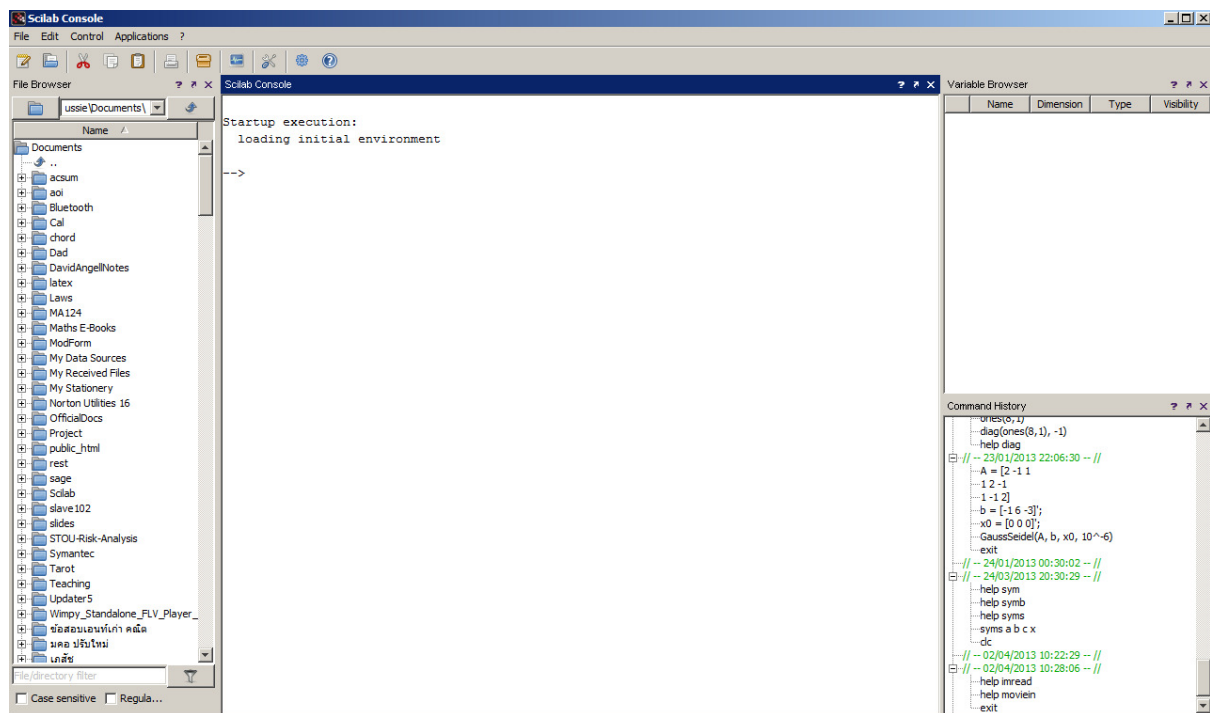 Scilab Console
File Edit Control Applications ?
File Browser
ussie\Documents\
Name
Documents
..
acsum
aoi
Bluetooth
Cal
chord
Dad
DavidAngellNotes
latex
Laws
MA124
Maths E-Books
ModForm
My Data Sources
My Received Files
My Stationery
Norton Utilities 16
OfficialDocs
Project
public_html
rest
sage
Scilab
slave102
slides
STOU-Risk-Analysis
Symantec
Tarot
Teaching
Updater5
Wimpy_Standalone_FLV_Player_
ข้อสอบเอนท์เก่า คณิต
มคอ ปรับใหม่
เภสัช
File/directory filter
Case sensitive Regula...
Scilab Console
Startup execution:
loading initial environment
-->
Variable Browser
Name Dimension Type Visibility
Command History
ones(8,1)
diag(ones(8,1), -1)
help diag
// -- 23/01/2013 22:06:30 -- //
A = [2 -1 1
1 2 -1
1 -1 2]
b = [-1 6 -3]';
x0 = [0 0 0]';
GaussSeidel(A, b, x0, 10^-6)
exit
// -- 24/01/2013 00:30:02 -- //
// -- 24/03/2013 20:30:29 -- //
help sym
help symb
help syms
syms a b c x
clc
// -- 02/04/2013 10:22:29 -- //
// -- 02/04/2013 10:28:06 -- //
help imread
help moviein
exit